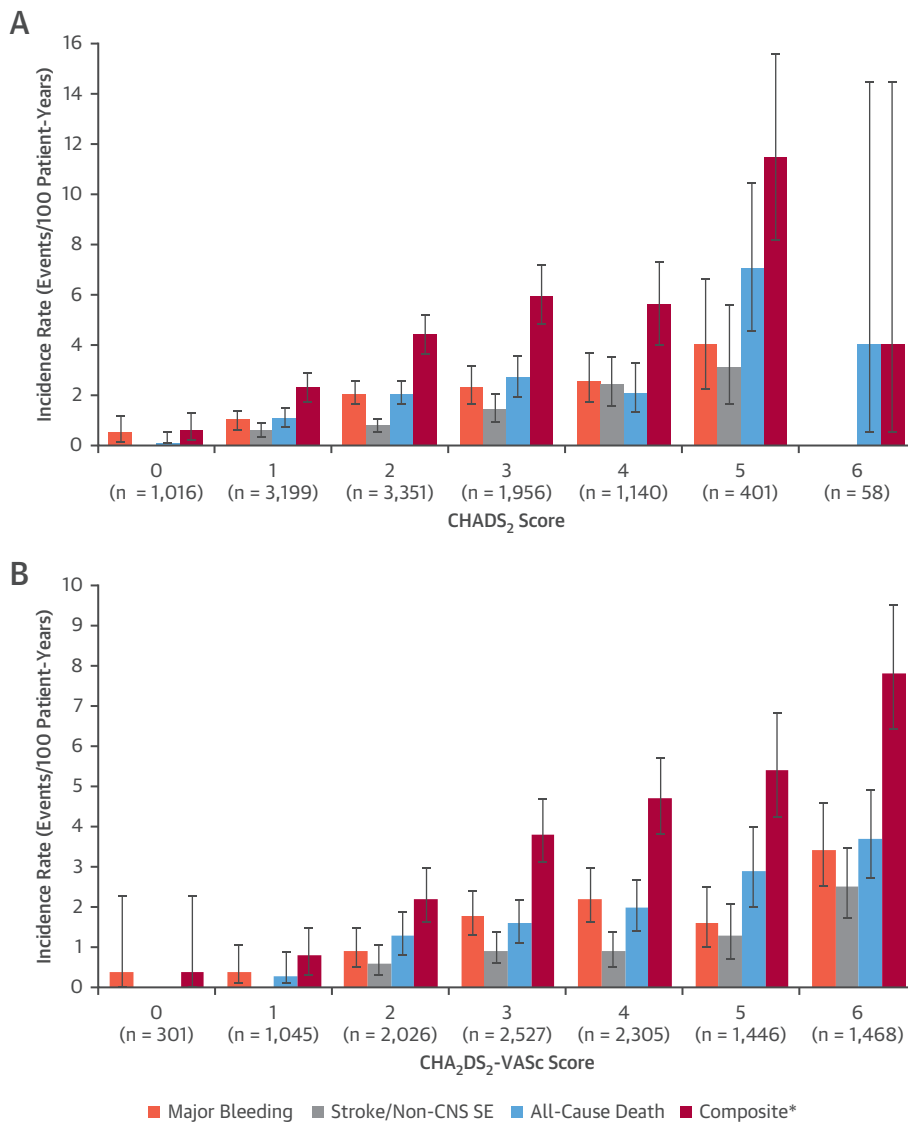 A
Incidence Rate (Events/100 Patient-Years)
16
14
12
10
8
6
4
2
0
0 1 2 3 4 5 6
(n = 1,016) (n = 3,199) (n = 3,351) (n = 1,956) (n = 1,140) (n = 401) (n = 58)
CHADS₂ Score
B
Incidence Rate (Events/100 Patient-Years)
10
9
8
7
6
5
4
3
2
1
0
0 1 2 3 4 5 6
(n = 301) (n = 1,045) (n = 2,026) (n = 2,527) (n = 2,305) (n = 1,446) (n = 1,468)
CHA₂DS₂-VASc Score
Major Bleeding Stroke/Non-CNS SE All-Cause Death Composite*